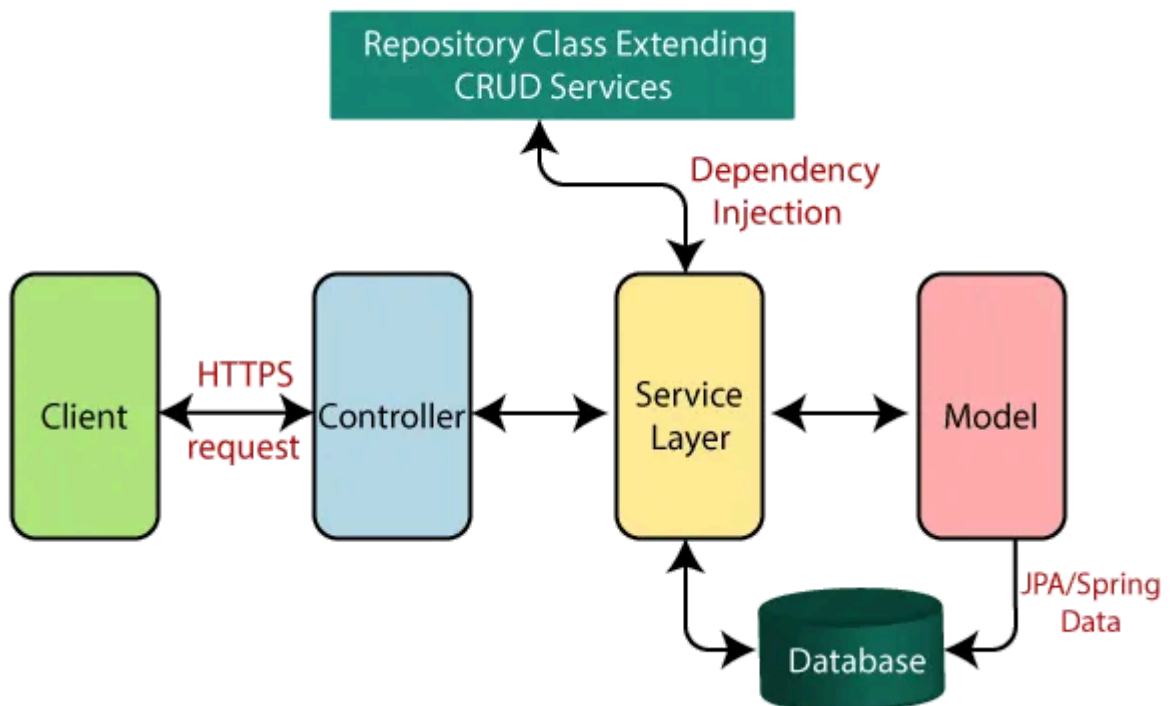 Repository Class Extending
CRUD Services
Dependency
Injection
HTTPS
request
Client
Controller
Service
Layer
Model
JPA/Spring
Data
Database